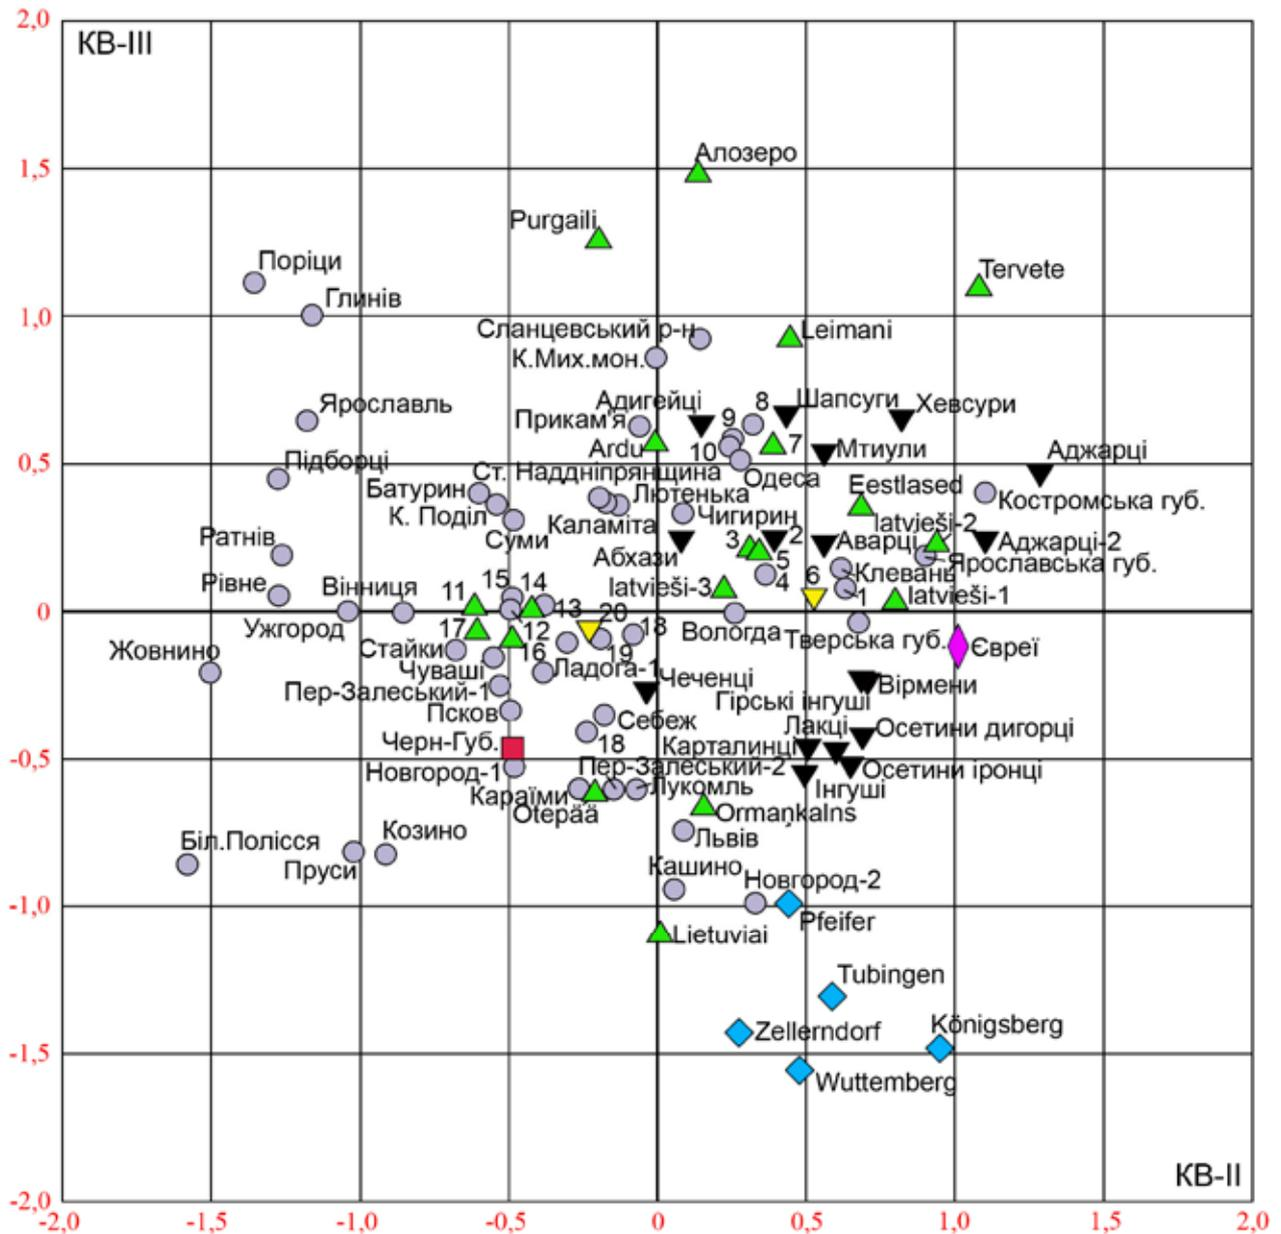 2,0
КВ-III
Алозеро
1,5
Purgaili
Поріци
Tervete
Глинів
1,0
Сланцевський р-н
Leimani
К.Мих.мон.
Ярославль
Адигейці
8
Шапсуги
Хевсури
Прикам'я
9
Ardu
10
7
Мтиули
Аджарці
Підборці
0,5
Ст. Наддніпрянщина
Одеса
Eestlased
Батурин
Лютенька
Костромська губ.
К. Поділ
Каламіта
Чигирин
latvieši-2
Ратнів
Суми
Абхази
3
2
Аварці
Аджарці-2
5
Ярославська губ.
Рівне
Вінниця
11
15
14
latvieši-3
4
6
Клевань
1
latvieši-1
0
13
20
Ужгород
17
12
18
Вологда
Тверська губ.
Жовнино
Стайки
16
19
Євреї
Чуваші
Ладога-1
Чеченці
Пер-Залеський-1
Гірські інгуші
Вірмени
Псков
Себеж
Лакці
Осетини дигорці
Черн-Губ.
18
Карталинці
-0,5
Новгород-1
Пер-Залеський-2
Осетини іронці
Караїми
Лукомль
Інгуші
Otepää
Ormaņkalns
Біл.Полісся
Козино
Львів
Пруси
Кашино
Новгород-2
-1,0
Pfeifer
Lietuviai
Tubingen
Zellerndorf
Königsberg
-1,5
Wuttemberg
КВ-II
-2,0
-2,0 -1,5 -1,0 -0,5 0 0,5 1,0 1,5 2,0